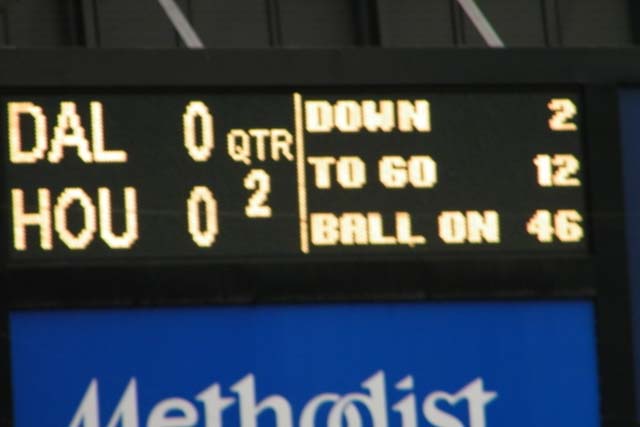 DAL 0
HOU 0
QTR
2
DOWN 2
TO GO 12
BALL ON 46
Methodist